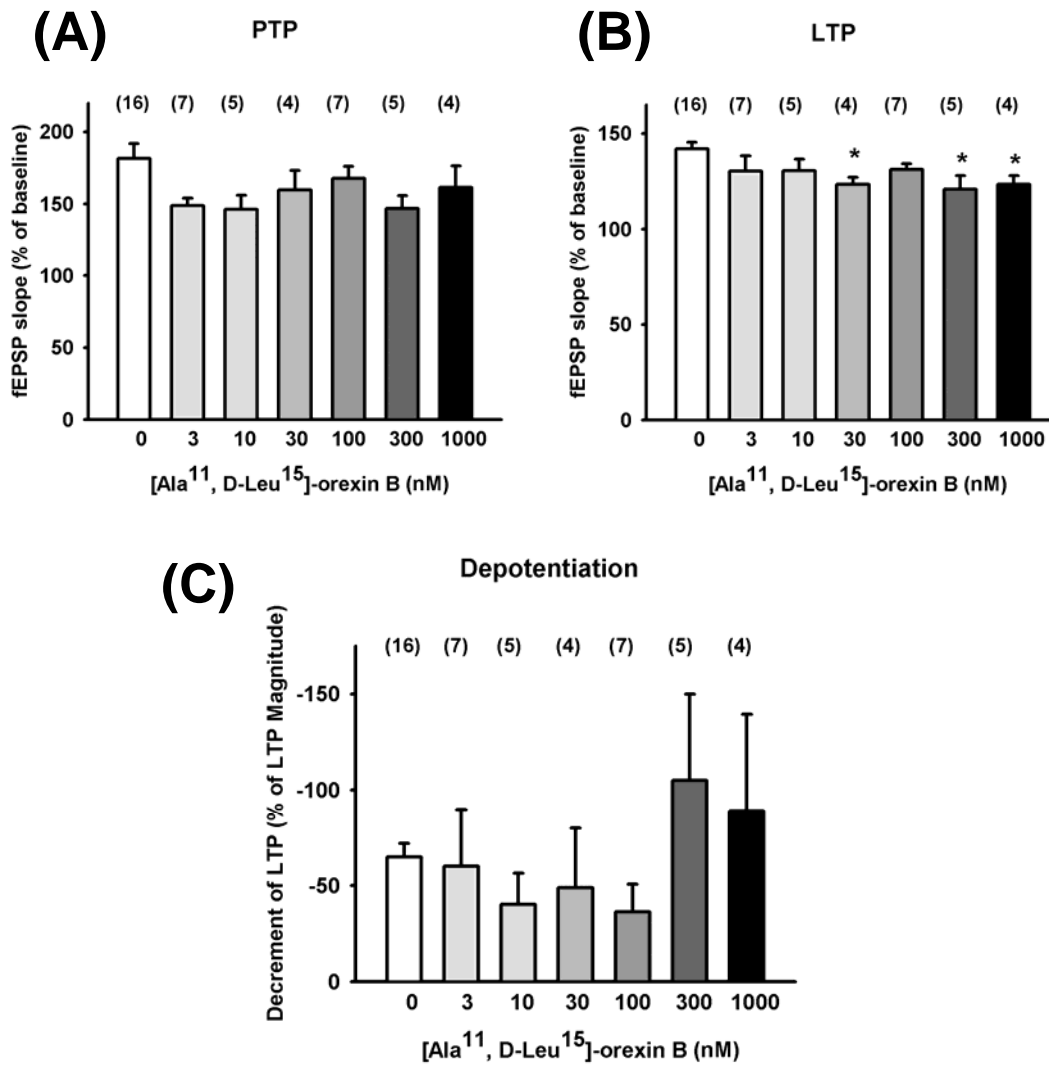 (A)
PTP
(16) (7) (5) (4) (7) (5) (4)
fEPSP slope (% of baseline)
200
150
100
50
0
0 3 10 30 100 300 1000
[Ala11, D-Leu15]-orexin B (nM)
(B)
LTP
(16) (7) (5) (4) (7) (5) (4)
fEPSP slope (% of baseline)
150
100
50
0
* * *
0 3 10 30 100 300 1000
[Ala11, D-Leu15]-orexin B (nM)
(C)
Depotentiation
(16) (7) (5) (4) (7) (5) (4)
Decrement of LTP (% of LTP Magnitude)
-150
-100
-50
0
0 3 10 30 100 300 1000
[Ala11, D-Leu15]-orexin B (nM)